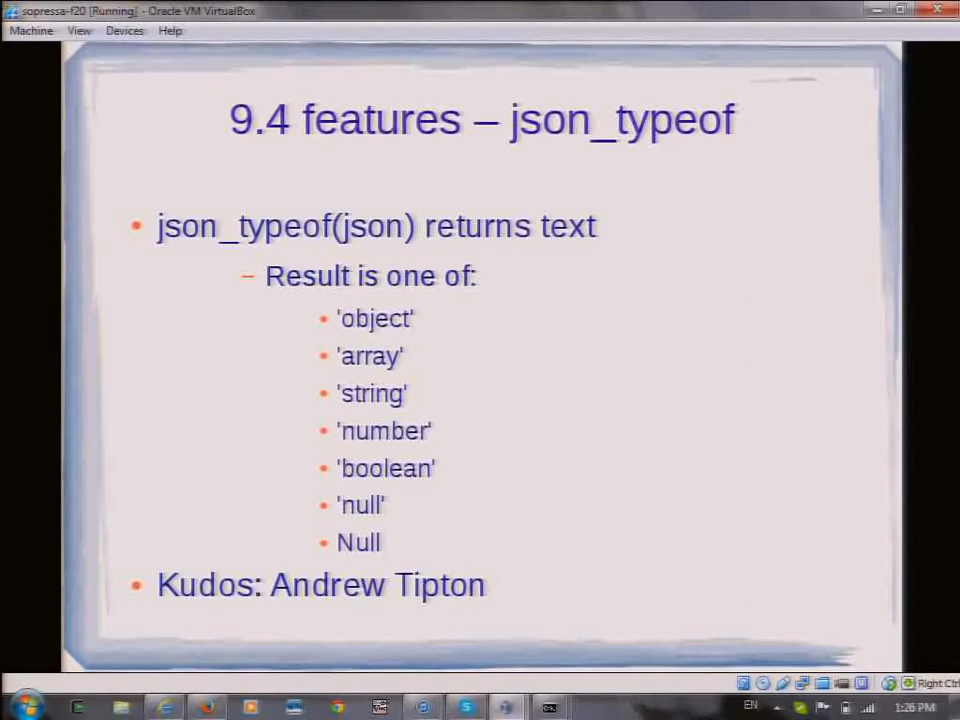 sopressa-f20 [Running] - Oracle VM VirtualBox
Machine View Devices Help
9.4 features – json_typeof
• json_typeof(json) returns text
– Result is one of:
• 'object'
• 'array'
• 'string'
• 'number'
• 'boolean'
• 'null'
• Null
• Kudos: Andrew Tipton
Right Ctrl
EN
1:26 PM